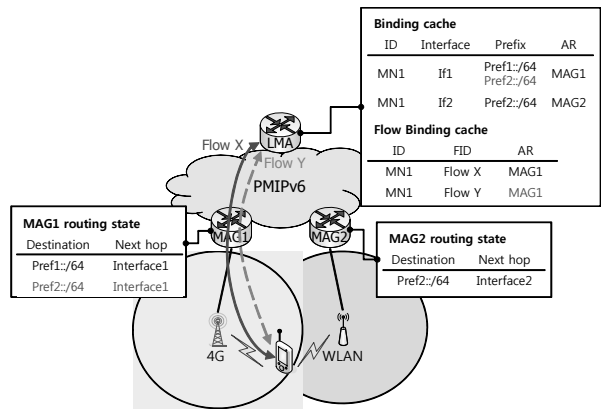 Binding cache
ID Interface Prefix AR
MN1 If1 Pref1::/64 Pref2::/64 MAG1
MN1 If2 Pref2::/64 MAG2
Flow Binding cache
ID FID AR
MN1 Flow X MAG1
MN1 Flow Y MAG1
Flow X
LMA
Flow Y
PMIPv6
MAG1 routing state
Destination Next hop
Pref1::/64 Interface1
Pref2::/64 Interface1
MAG1
MAG2
MAG2 routing state
Destination Next hop
Pref2::/64 Interface2
4G
WLAN